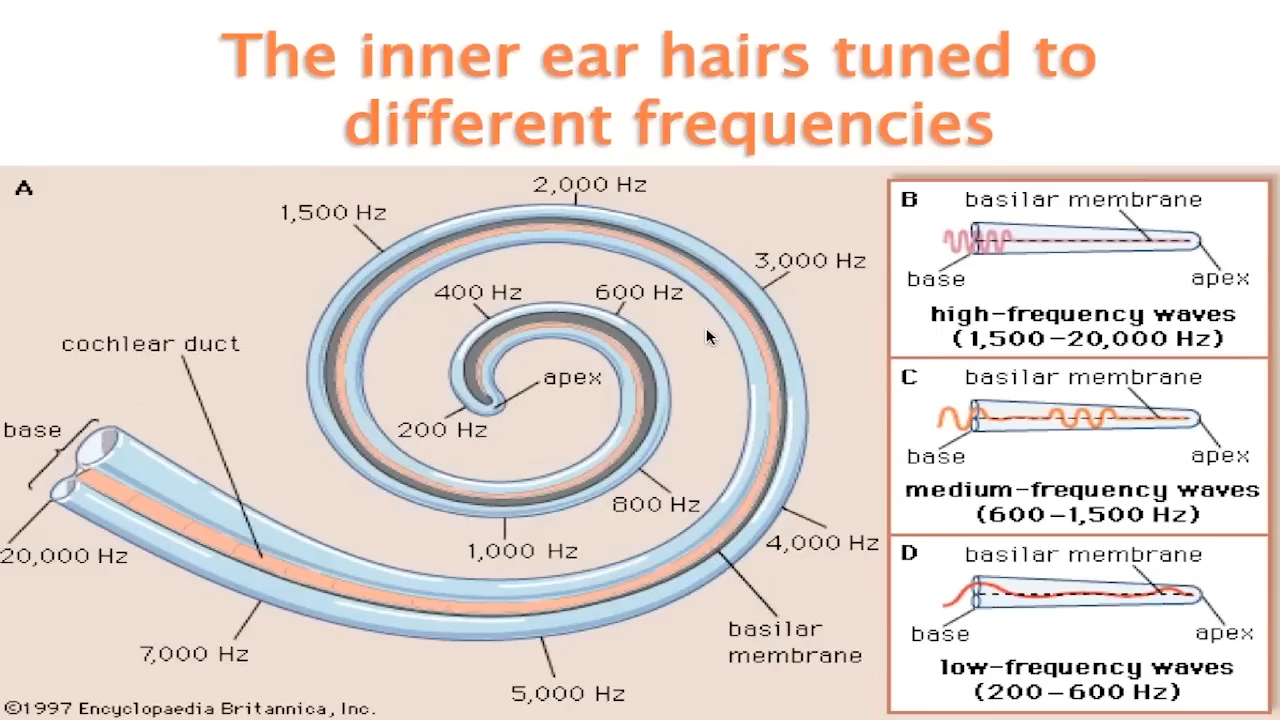 The inner ear hairs tuned to
different frequencies
A
2,000 Hz
1,500 Hz
3,000 Hz
400 Hz
600 Hz
cochlear duct
apex
base
200 Hz
800 Hz
20,000 Hz
1,000 Hz
4,000 Hz
basilar
membrane
7,000 Hz
5,000 Hz
©1997 Encyclopaedia Britannica, Inc.
B
basilar membrane
base
apex
high-frequency waves
(1,500–20,000 Hz)
C
basilar membrane
base
apex
medium-frequency waves
(600–1,500 Hz)
D
basilar membrane
base
apex
low-frequency waves
(200–600 Hz)